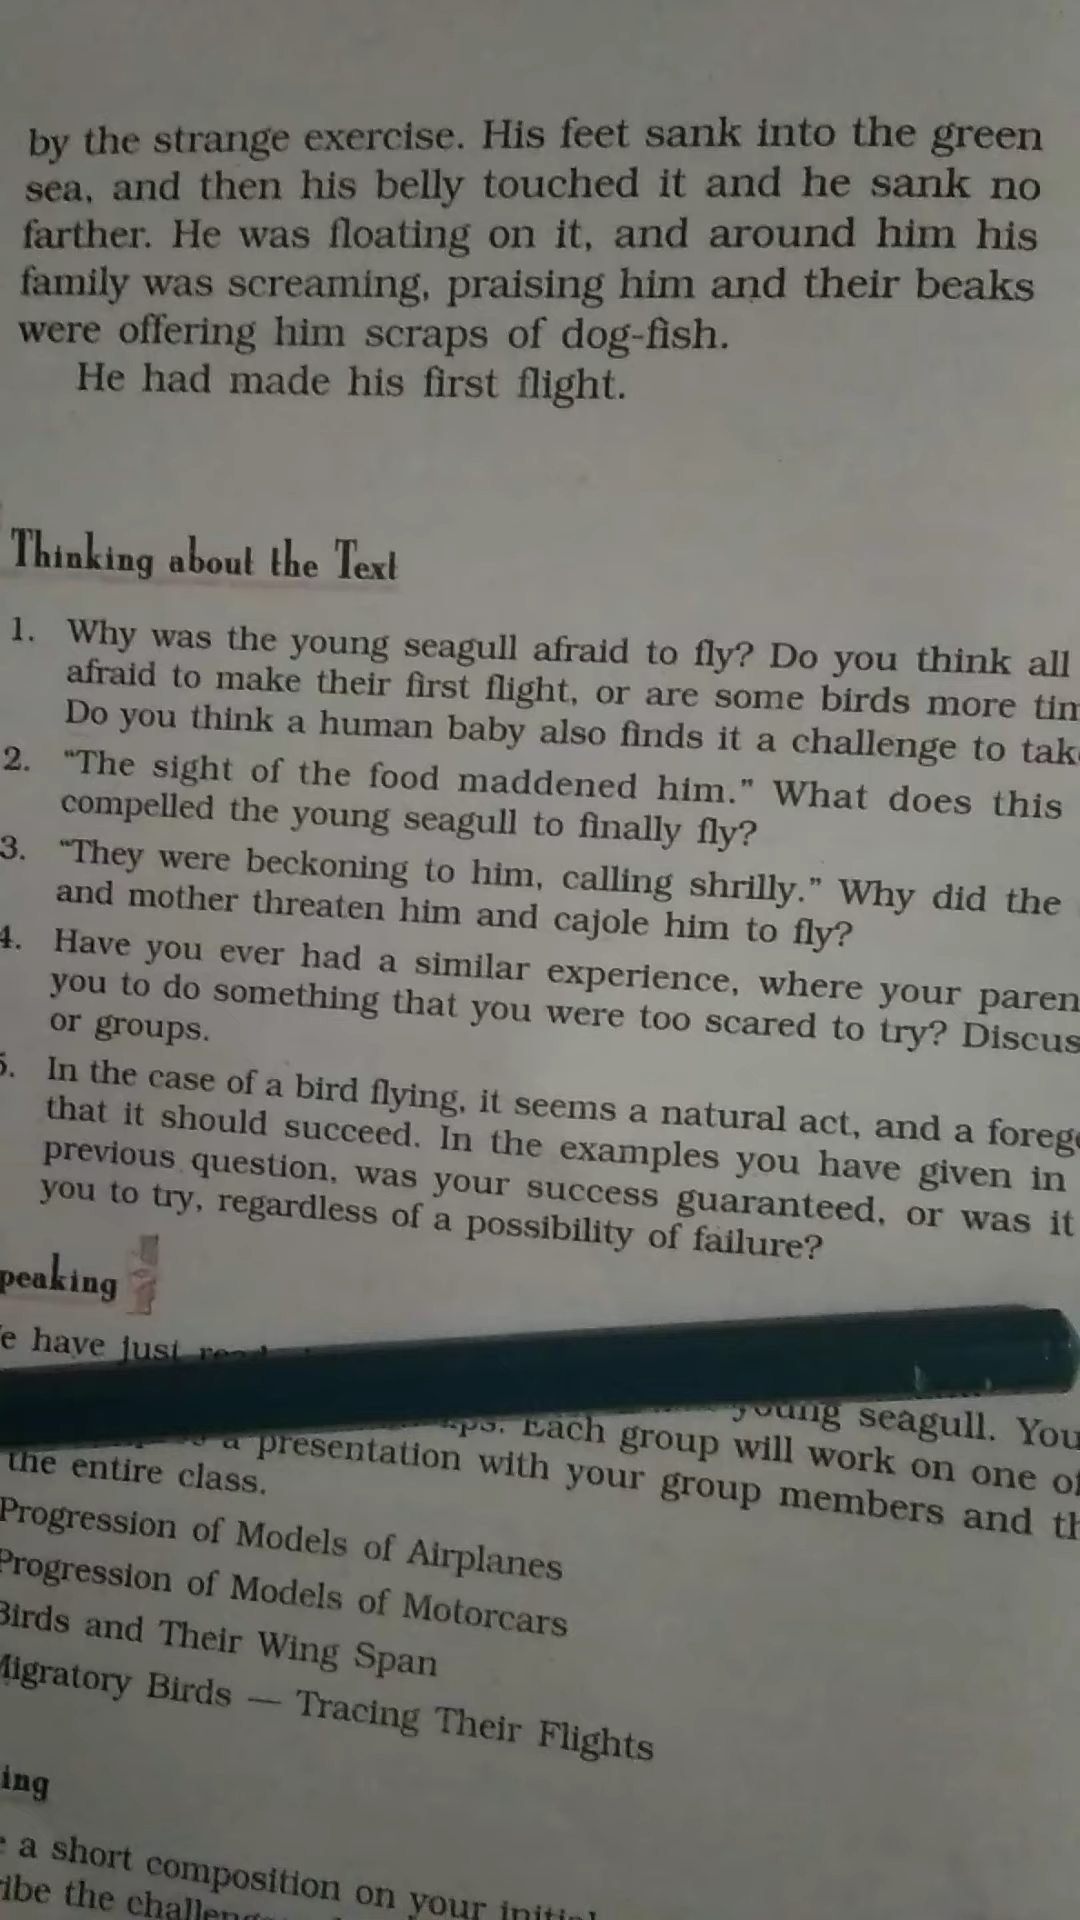 by the strange exercise. His feet sank into the green
sea, and then his belly touched it and he sank no
farther. He was floating on it, and around him his
family was screaming, praising him and their beaks
were offering him scraps of dog-fish.
He had made his first flight.
Thinking about the Text
1. Why was the young seagull afraid to fly? Do you think all
afraid to make their first flight, or are some birds more
Do you think a human baby also finds it a challenge to
2. “The sight of the food maddened him.” What does this
compelled the young seagull to finally fly?
3. “They were beckoning to him, calling shrilly.” Why did the
and mother threaten him and cajole him to fly?
4. Have you ever had a similar experience, where your
you to do something that you were too scared to try?
or groups.
5. In the case of a bird flying, it seems a natural act, and a
that it should succeed. In the examples you have given in
previous question, was your success guaranteed, or was it
you to try, regardless of a possibility of failure?
peaking
e have just
young seagull. You
Each group will work on one of
a presentation with your group members and
the entire class.
Progression of Models of Airplanes
Progression of Models of Motorcars
Birds and Their Wing Span
Migratory Birds — Tracing Their Flights
ing
a short composition on your
ibe the